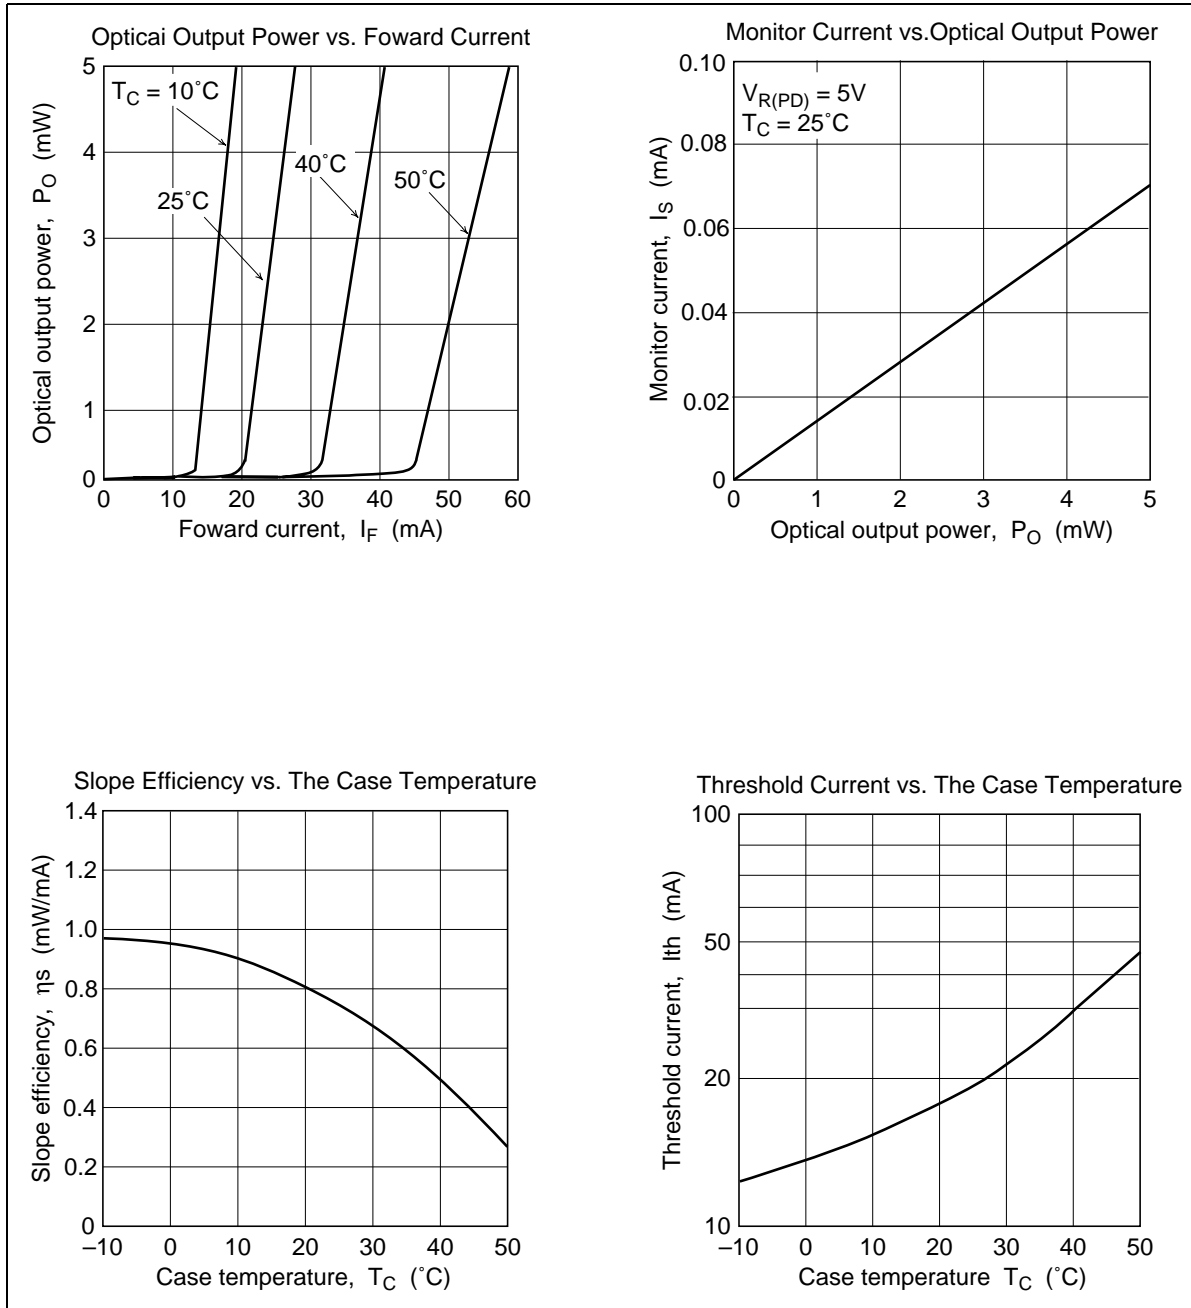 Opticai Output Power vs. Foward Current
5
4
3
2
1
0
Optical output power, PO (mW)
TC = 10˚C
25˚C
40˚C
50˚C
0 10 20 30 40 50 60
Foward current, IF (mA)
Monitor Current vs.Optical Output Power
0.10
0.08
0.06
0.04
0.02
0
Monitor current, IS (mA)
VR(PD) = 5V
TC = 25˚C
0 1 2 3 4 5
Optical output power, PO (mW)
Slope Efficiency vs. The Case Temperature
1.4
1.2
1.0
0.8
0.6
0.4
0.2
0
Slope efficiency, ηs (mW/mA)
–10 0 10 20 30 40 50
Case temperature, TC (˚C)
Threshold Current vs. The Case Temperature
100
50
20
10
Threshold current, Ith (mA)
–10 0 10 20 30 40 50
Case temperature TC (˚C)